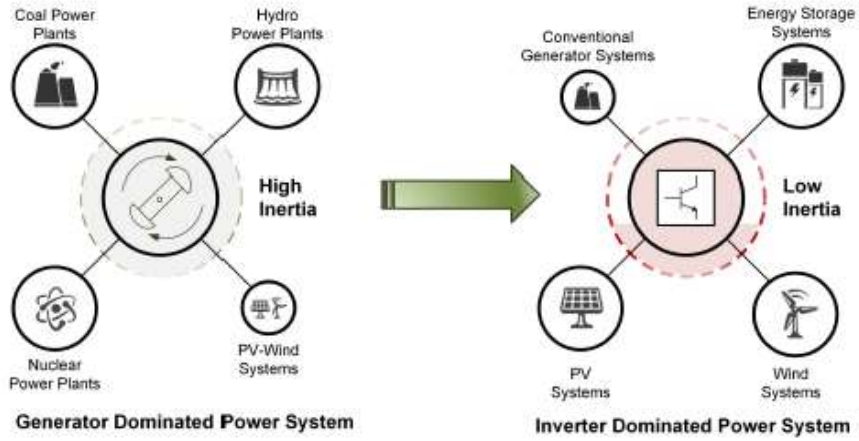 Coal Power
Plants
Hydro
Power Plants
High
Inertia
Nuclear
Power Plants
PV-Wind
Systems
Generator Dominated Power System
Conventional
Generator Systems
Energy Storage
Systems
Low
Inertia
PV
Systems
Wind
Systems
Inverter Dominated Power System